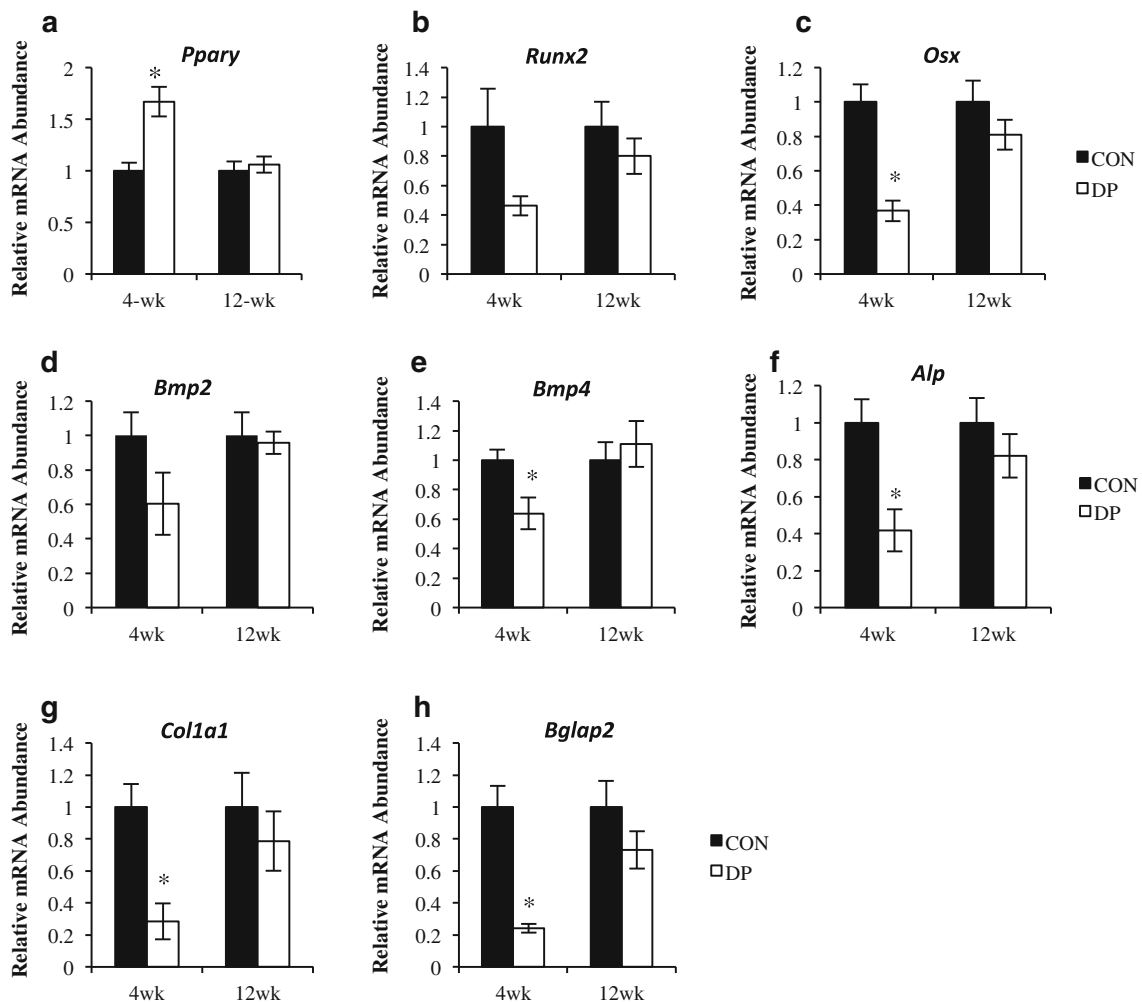 a
Pparγ
Relative mRNA Abundance
2
1.5
1
0.5
0
*
4-wk
12-wk
b
Runx2
Relative mRNA Abundance
1.4
1.2
1
0.8
0.6
0.4
0.2
0
4wk
12wk
c
Osx
Relative mRNA Abundance
1.2
1
0.8
0.6
0.4
0.2
0
*
4wk
12wk
CON
DP
d
Bmp2
Relative mRNA Abundance
1.2
1
0.8
0.6
0.4
0.2
0
4wk
12wk
e
Bmp4
Relative mRNA Abundance
1.4
1.2
1
0.8
0.6
0.4
0.2
0
*
4wk
12wk
f
Alp
Relative mRNA Abundance
1.2
1
0.8
0.6
0.4
0.2
0
*
4wk
12wk
CON
DP
g
Col1a1
Relative mRNA Abundance
1.4
1.2
1
0.8
0.6
0.4
0.2
0
*
4wk
12wk
h
Bglap2
Relative mRNA Abundance
1.4
1.2
1
0.8
0.6
0.4
0.2
0
*
4wk
12wk
CON
DP